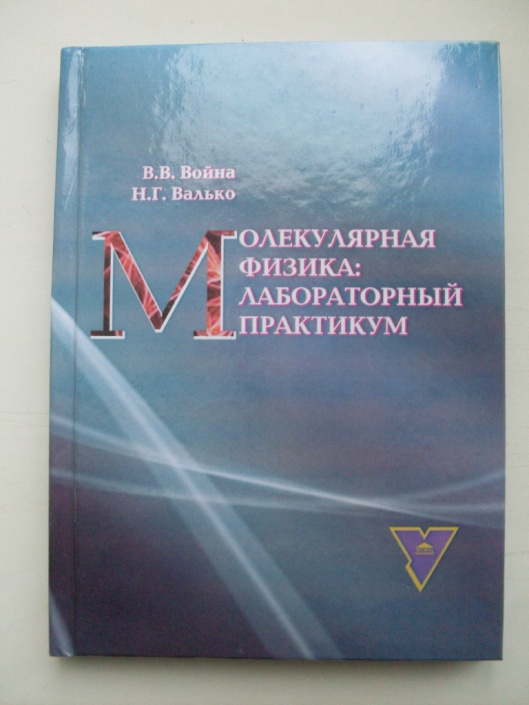 В.В. Война
Н.Г. Валько
МОЛЕКУЛЯРНАЯ
ФИЗИКА:
ЛАБОРАТОРНЫЙ
ПРАКТИКУМ